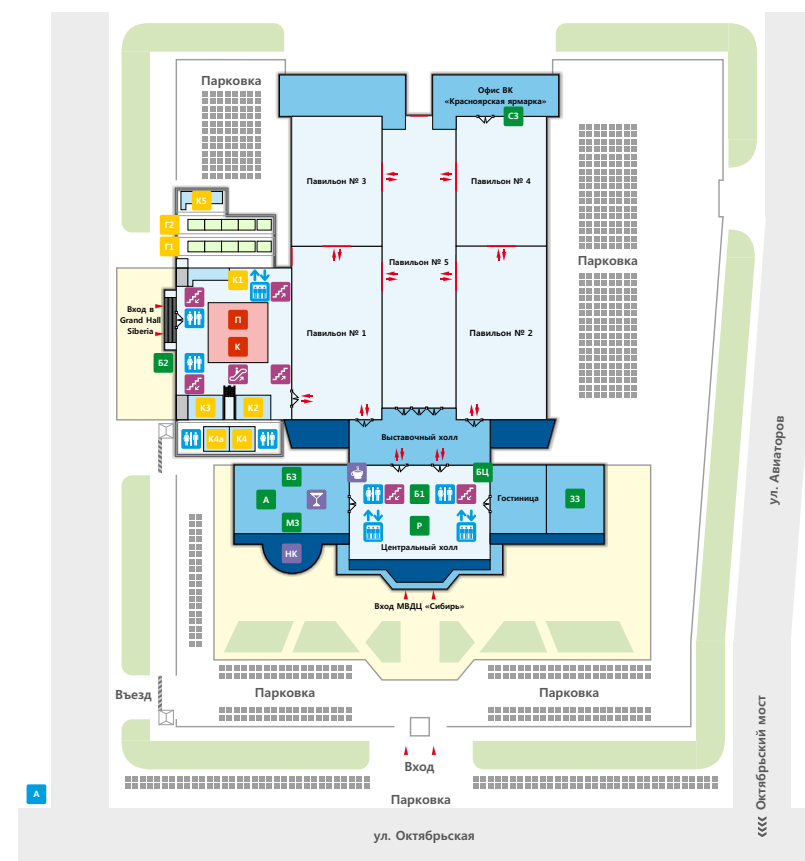 Парковка
Офис ВК
«Красноярская ярмарка»
С3
Павильон № 3
Павильон № 4
К5
Г2
Г1
Парковка
Павильон № 5
К1
Вход в
Grand Hall
Siberia
П
К
Б2
Павильон № 1
Павильон № 2
К3
К2
К4а
К4
Выставочный холл
ул. Авиаторов
Б3
БЦ
А
Б1
Гостиница
33
М3
Р
НК
Центральный холл
Вход МВДЦ «Сибирь»
Въезд
Парковка
Парковка
Вход
А
Парковка
‹‹‹‹ Октябрьский мост
ул. Октябрьская